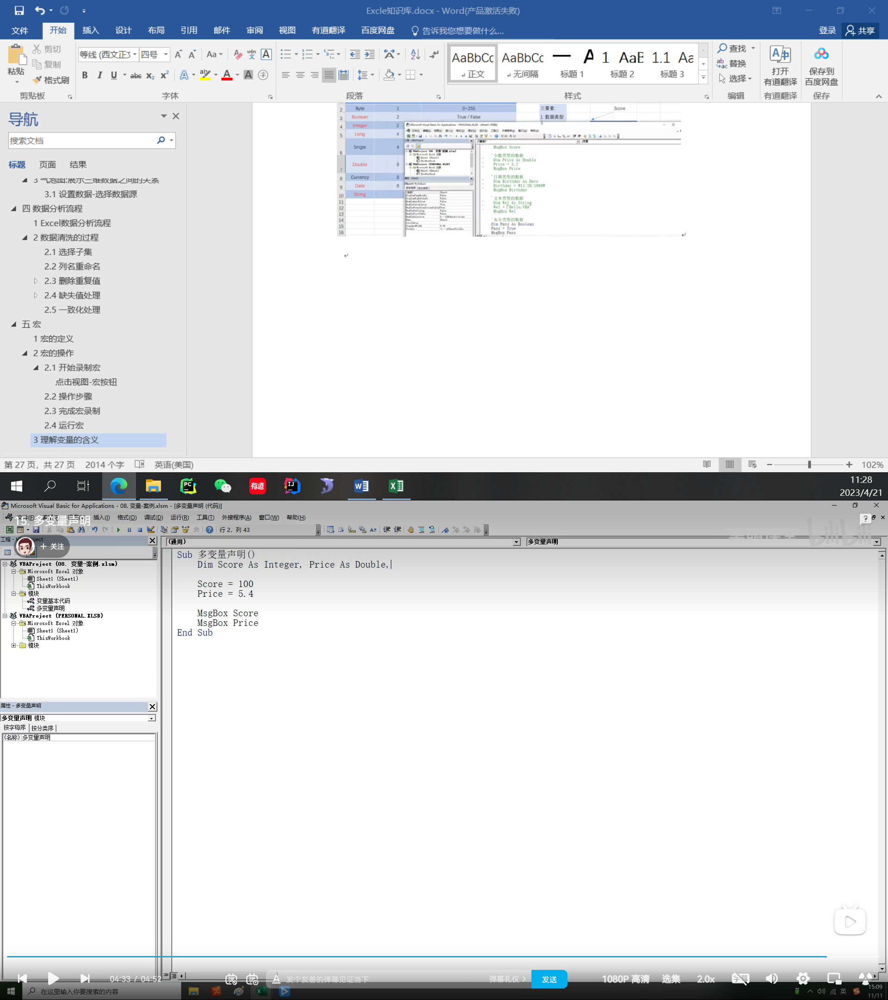 Excle知识库.docx - Word(产品激活失败)
文件 开始 插入 设计 布局 引用 邮件 审阅 视图 有道翻译 百度网盘 告诉我您想要做什么... 登录 共享
粘贴 剪切 复制 格式刷
等线 (西文正文 四号
AaBbCc 正文 AaBbCc 无间隔 标题 1 1 AaB 标题 2 1.1 Aa 标题 3
查找 替换 选择
打开 有道翻译 保存到 百度网盘
剪贴板 字体 段落 样式 编辑 有道翻译 保存
导航
搜索文档
标题 页面 结果
3 气泡图:展示三维数据之间的关系
3.1 设置数据-选择数据源
四 数据分析流程
1 Excel数据分析流程
2 数据清洗的过程
2.1 选择子集
2.2 列名重命名
2.3 删除重复值
2.4 缺失值处理
2.5 一致化处理
五 宏
1 宏的定义
2 宏的操作
2.1 开始录制宏
点击视图-宏按钮
2.2 操作步骤
2.3 完成宏录制
2.4 运行宏
3 理解变量的含义
2 Byte 1 0~255 三要素: Score
3 Boolean 2 True / False 1. 数据类型
4 Integer 2
5 Long 4
6 Single 4
7 Double 8
8 Currency 8
9 Date 8
10 String
11
12
13
14
15
16
MsgBox Score
'小数类型的数据
Dim Price As Double
Price = 5.2
MsgBox Price
'日期类型的数据
Dim Birthday As Date
Birthday = #11/20/1988#
MsgBox Birthday
'文本类型的数据
Dim Wel As String
Wel = "Hello,VBA"
MsgBox Wel
'布尔类型的数据
Dim Pass As Boolean
Pass = True
MsgBox Pass
第 27 页，共 27 页 2014 个字 英语(美国) 102%
11:28
2023/4/21
Microsoft Visual Basic for Applications - 08. 变量-案例.xlsm - [多变量声明 (代码)]
15. 多变量声明
插入(I) 格式(O) 调试(D) 运行(R) 工具(T) 外接程序(A) 窗口(W) 帮助(H)
行 2, 列 43
+ 关注
(通用) 多变量声明
VBAProject (08. 变量-案例.xlsm)
Microsoft Excel 对象
Sheet1 (Sheet1)
ThisWorkbook
模块
变量基本代码
多变量声明
VBAProject (PERSONAL.XLSB)
Microsoft Excel 对象
Sheet1 (Sheet1)
ThisWorkbook
模块
Sub 多变量声明()
Dim Score As Integer, Price As Double,
Score = 100
Price = 5.4
MsgBox Score
MsgBox Price
End Sub
bilibili
属性 - 多变量声明
多变量声明 模块
按字母序 按分类序
(名称) 多变量声明
04:33 / 04:52 发个友善的弹幕见证当下 弹幕礼仪 > 发送 1080P 高清 选集 2.0x 字幕
在这里输入你要搜索的内容
英
15:09
11/11